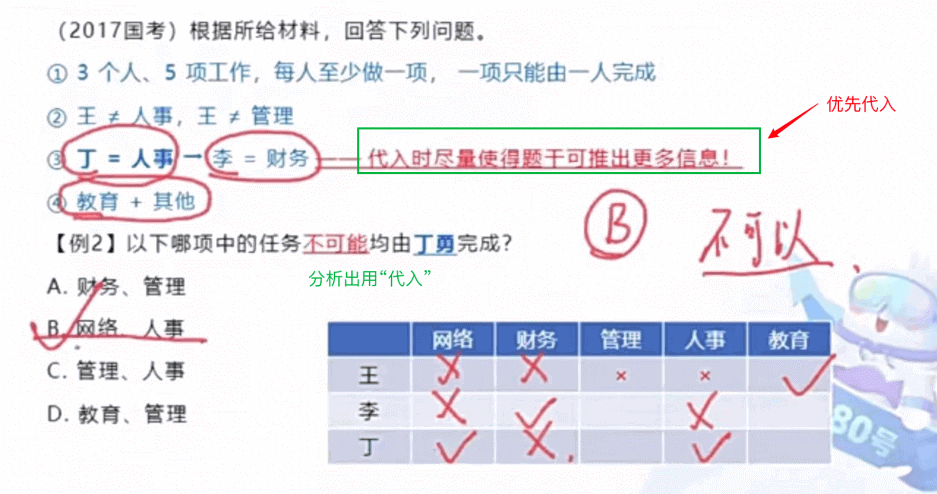 （2017国考）根据所给材料，回答下列问题。
① 3 个人、5 项工作，每人至少做一项， 一项只能由一人完成
优先代入
② 王 ≠ 人事，王 ≠ 管理
③ 丁 = 人事 → 李 = 财务 —— 代入时尽量使得题干可推出更多信息！
④ 教育 + 其他
B 不可以、
【例2】以下哪项中的任务不可能均由丁勇完成？
分析出用“代入”
A. 财务、管理
B. 网络、人事
C. 管理、人事
D. 教育、管理
网络 财务 管理 人事 教育
王 × × × × ✓
李 × ✓ ×
丁 ✓ × ✓
80号